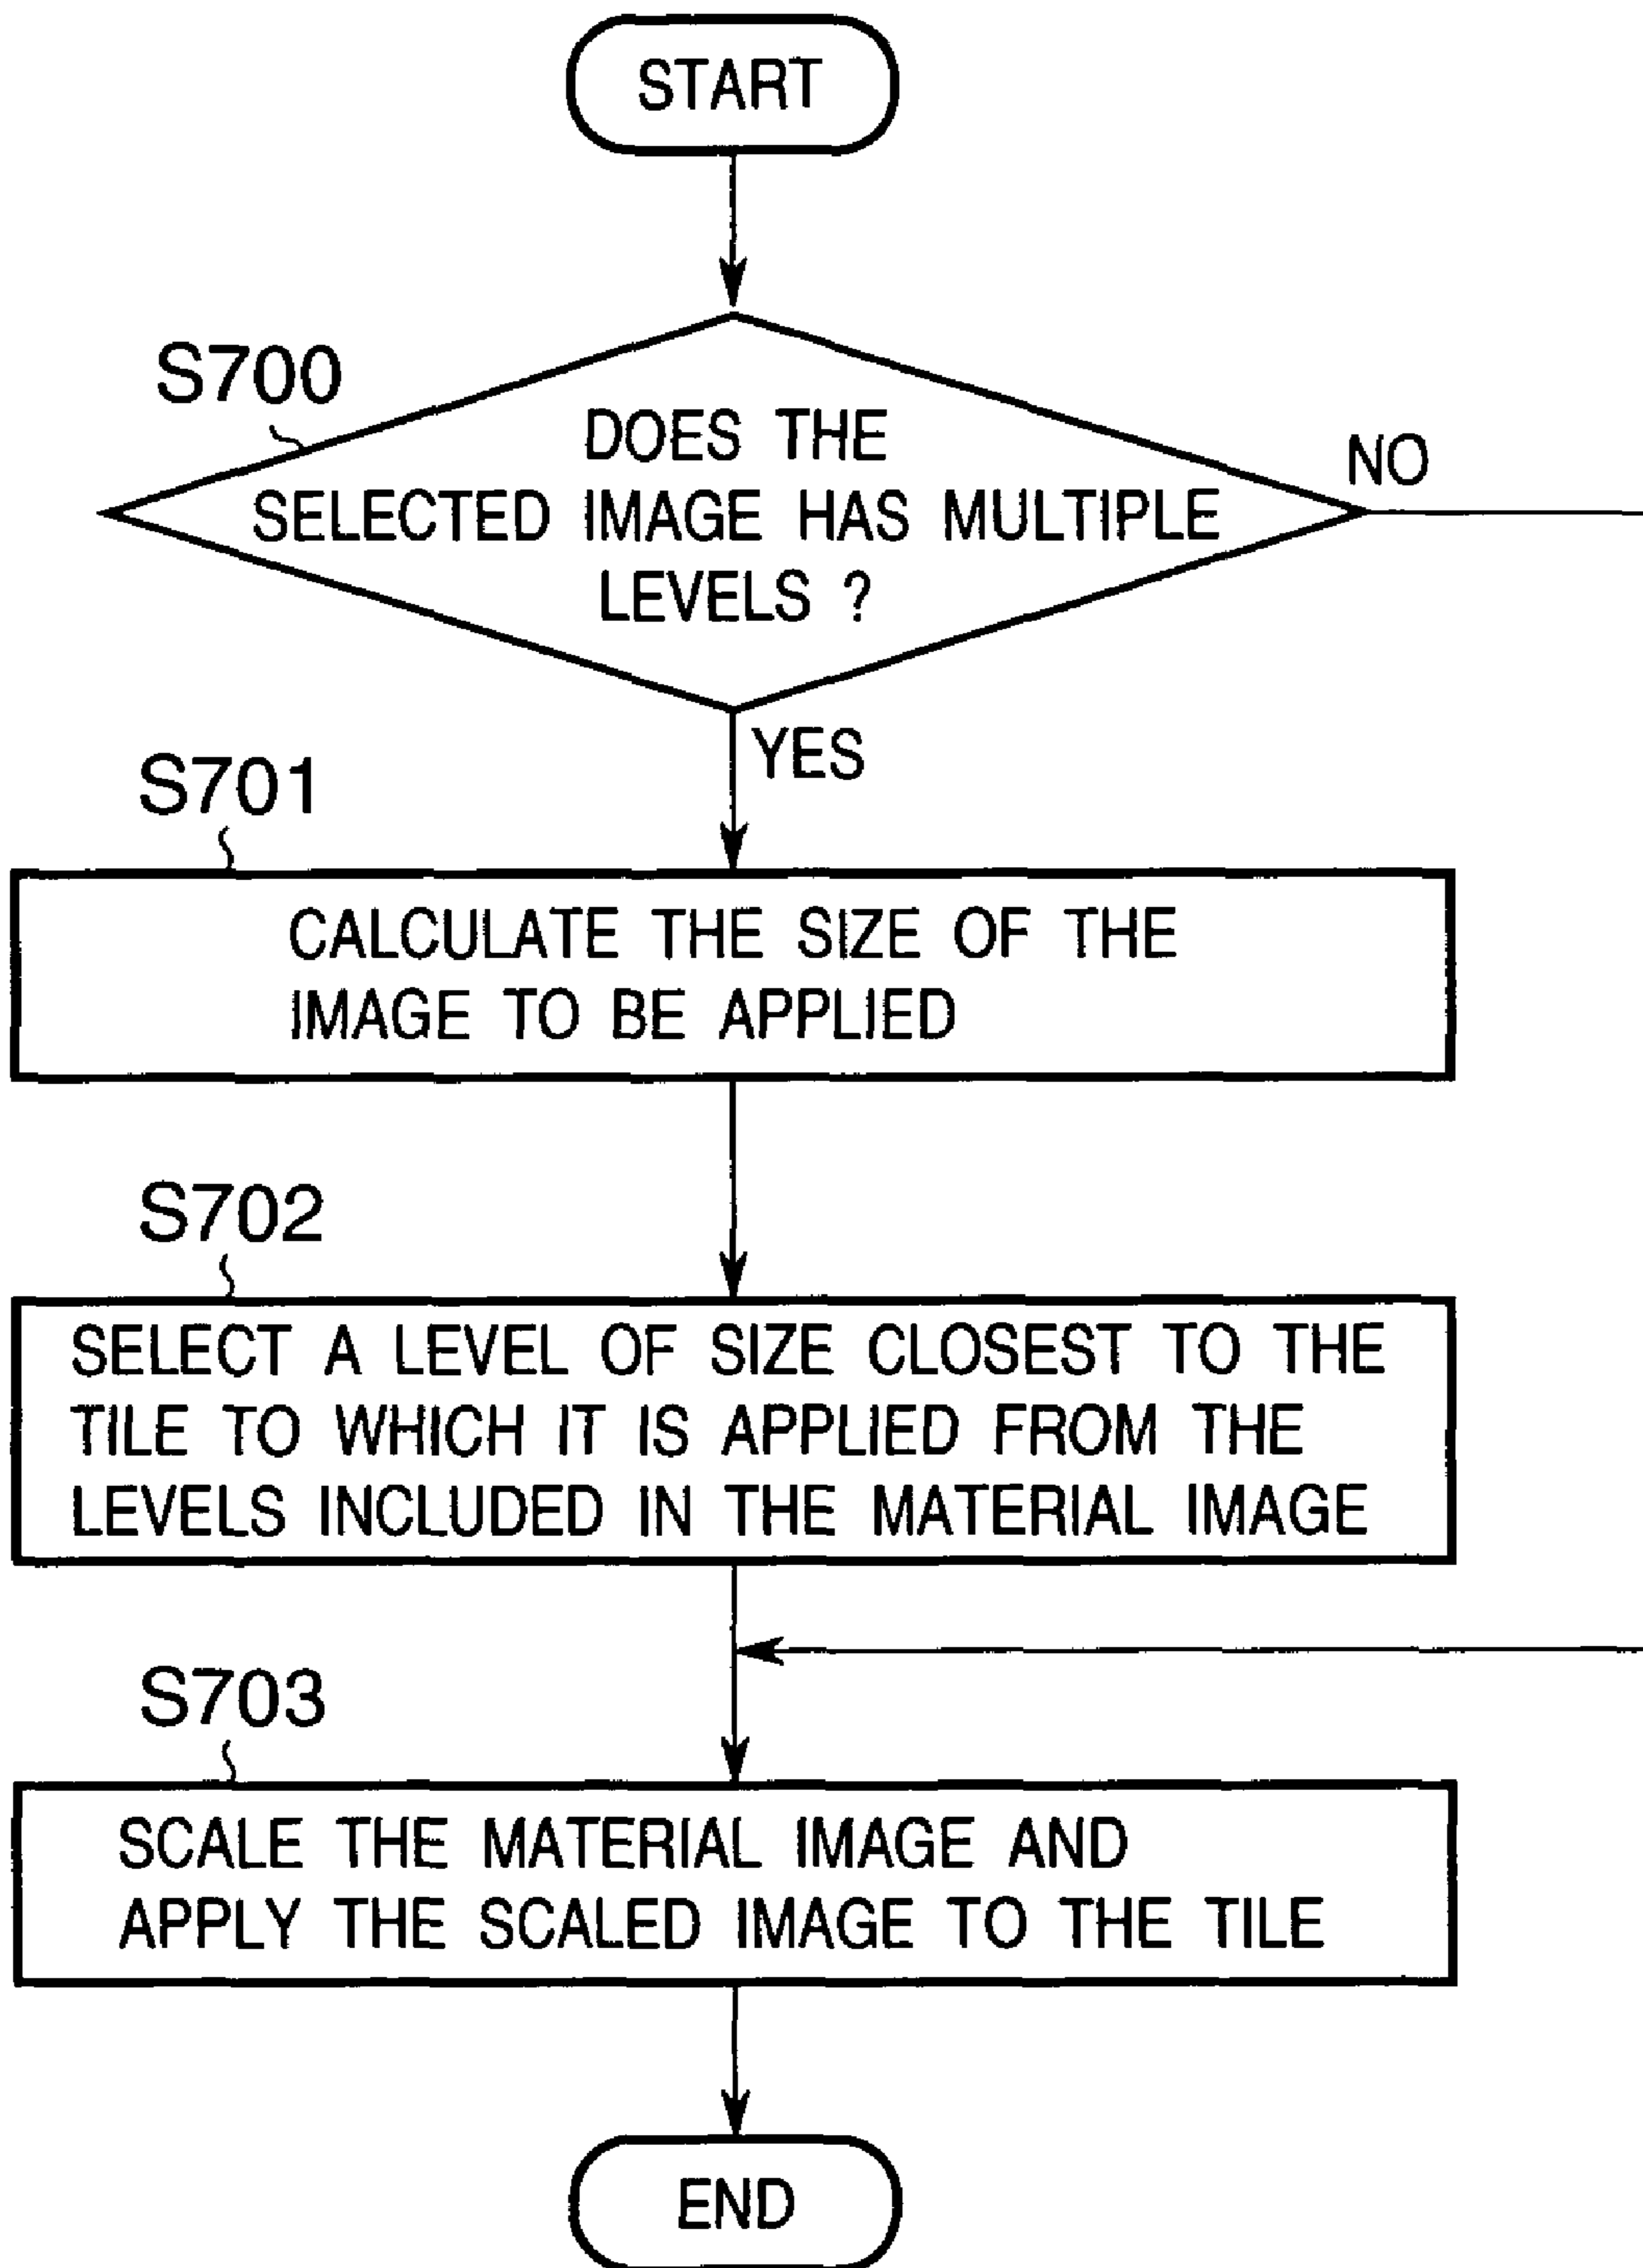 START
S700
DOES THE
SELECTED IMAGE HAS MULTIPLE
LEVELS ?
NO
YES
S701
CALCULATE THE SIZE OF THE
IMAGE TO BE APPLIED
S702
SELECT A LEVEL OF SIZE CLOSEST TO THE
TILE TO WHICH IT IS APPLIED FROM THE
LEVELS INCLUDED IN THE MATERIAL IMAGE
S703
SCALE THE MATERIAL IMAGE AND
APPLY THE SCALED IMAGE TO THE TILE
END